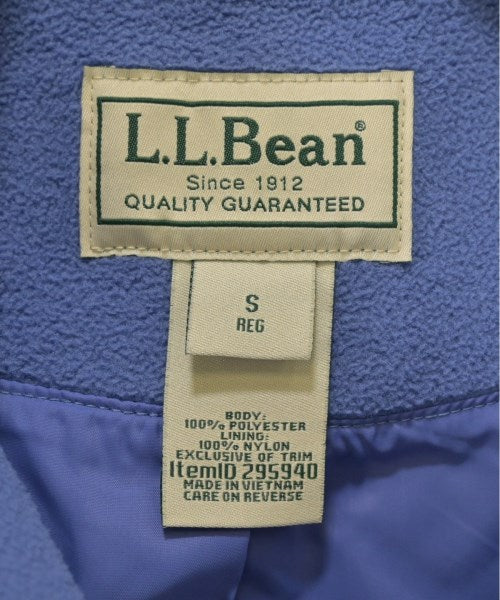 L.L.Bean®
Since 1912
QUALITY GUARANTEED
S
REG
BODY:
100% POLYESTER
LINING:
100% NYLON
EXCLUSIVE OF TRIM
ItemID 295940
MADE IN VIETNAM
CARE ON REVERSE